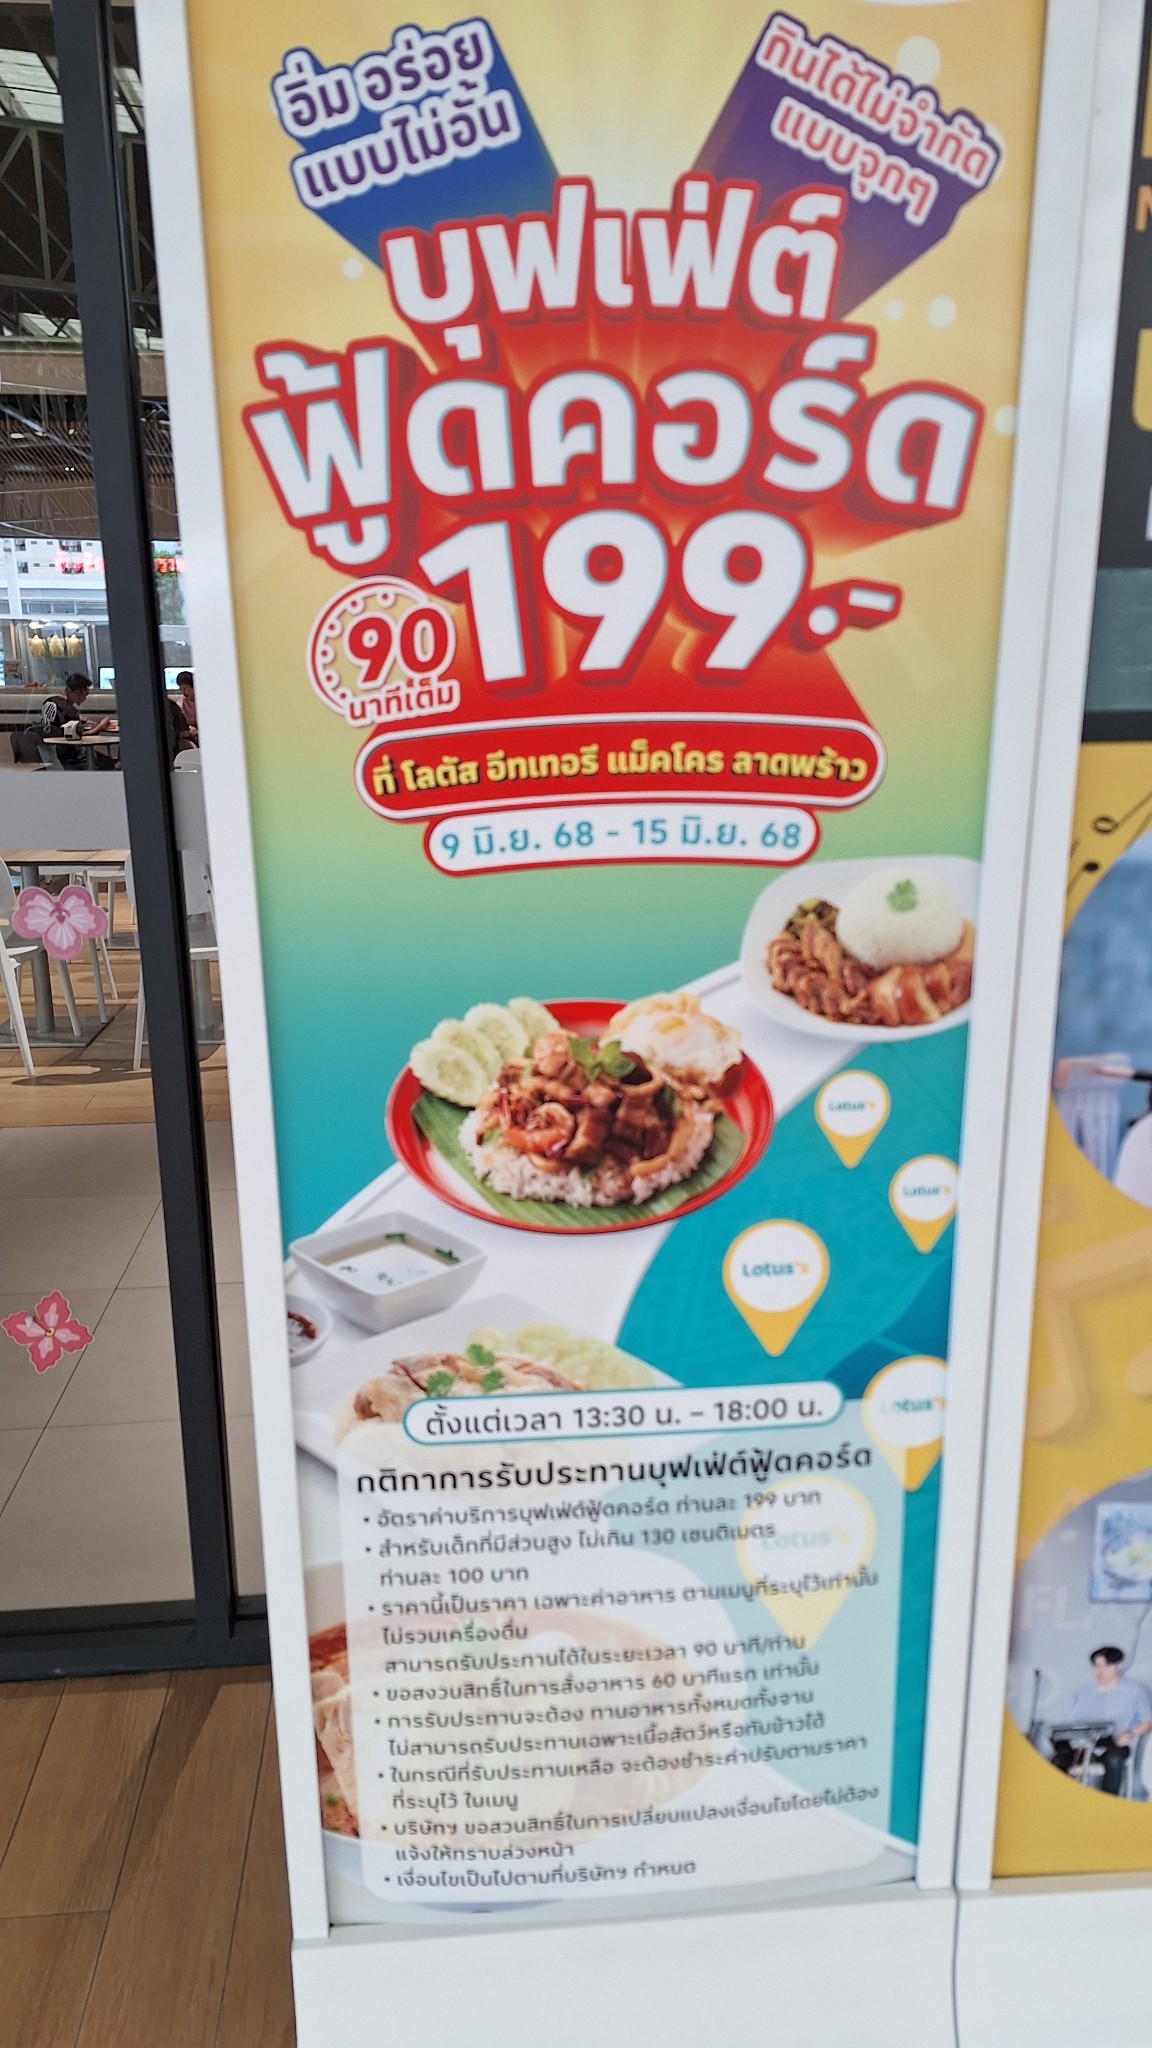 อิ่ม อร่อย
แบบไม่อั้น
กินได้ไม่จำกัด
แบบจุกๆ
บุฟเฟ่ต์
ฟู้ดคอร์ด
199.-
90
นาทีเต็ม
ที่ โลตัส อีทเทอรี แม็คโคร ลาดพร้าว
9 มิ.ย. 68 - 15 มิ.ย. 68
Lotus's
Lotus's
Lotus's
Lotus's
ตั้งแต่เวลา 13:30 น. – 18:00 น.
กติกาการรับประทานบุฟเฟ่ต์ฟู้ดคอร์ด
• อัตราค่าบริการบุฟเฟ่ต์ฟู้ดคอร์ด ท่านละ 199 บาท
• สำหรับเด็กที่มีส่วนสูง ไม่เกิน 130 เซนติเมตร
ท่านละ 100 บาท
• ราคานี้เป็นราคา เฉพาะค่าอาหาร ตามเมนูที่ระบุไว้เท่านั้น
ไม่รวมเครื่องดื่ม
สามารถรับประทานได้ในระยะเวลา 90 นาที/ท่าน
• ขอสงวนสิทธิ์ในการสั่งอาหาร 60 นาทีแรก เท่านั้น
• การรับประทานจะต้อง ทานอาหารทั้งหมดทั้งจาน
ไม่สามารถรับประทานเฉพาะเนื้อสัตว์หรือกับข้าวได้
• ในกรณีที่รับประทานเหลือ จะต้องชำระค่าปรับตามราคา
ที่ระบุไว้ ในเมนู
• บริษัทฯ ขอสวนสิทธิ์ในการเปลี่ยนแปลงเงื่อนไขโดยไม่ต้อง
แจ้งให้ทราบล่วงหน้า
• เงื่อนไขเป็นไปตามที่บริษัทฯ กำหนด